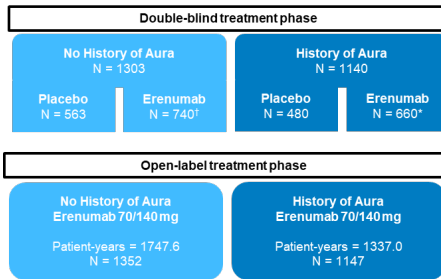 Double-blind treatment phase
No History of Aura
N = 1303
Placebo
N = 563
Erenumab
N = 740†
History of Aura
N = 1140
Placebo
N = 480
Erenumab
N = 660*
Open-label treatment phase
No History of Aura
Erenumab 70/140 mg
Patient-years = 1747.6
N = 1352
History of Aura
Erenumab 70/140 mg
Patient-years = 1337.0
N = 1147